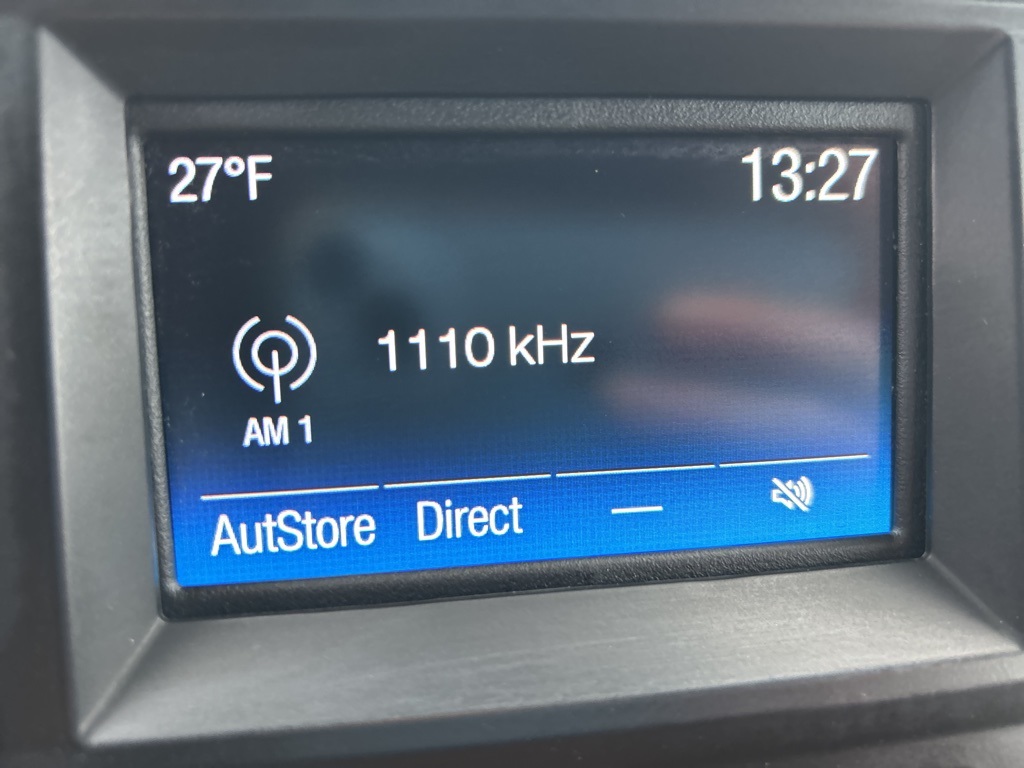 27°F 13:27
1110 kHz
AM 1
AutStore Direct —